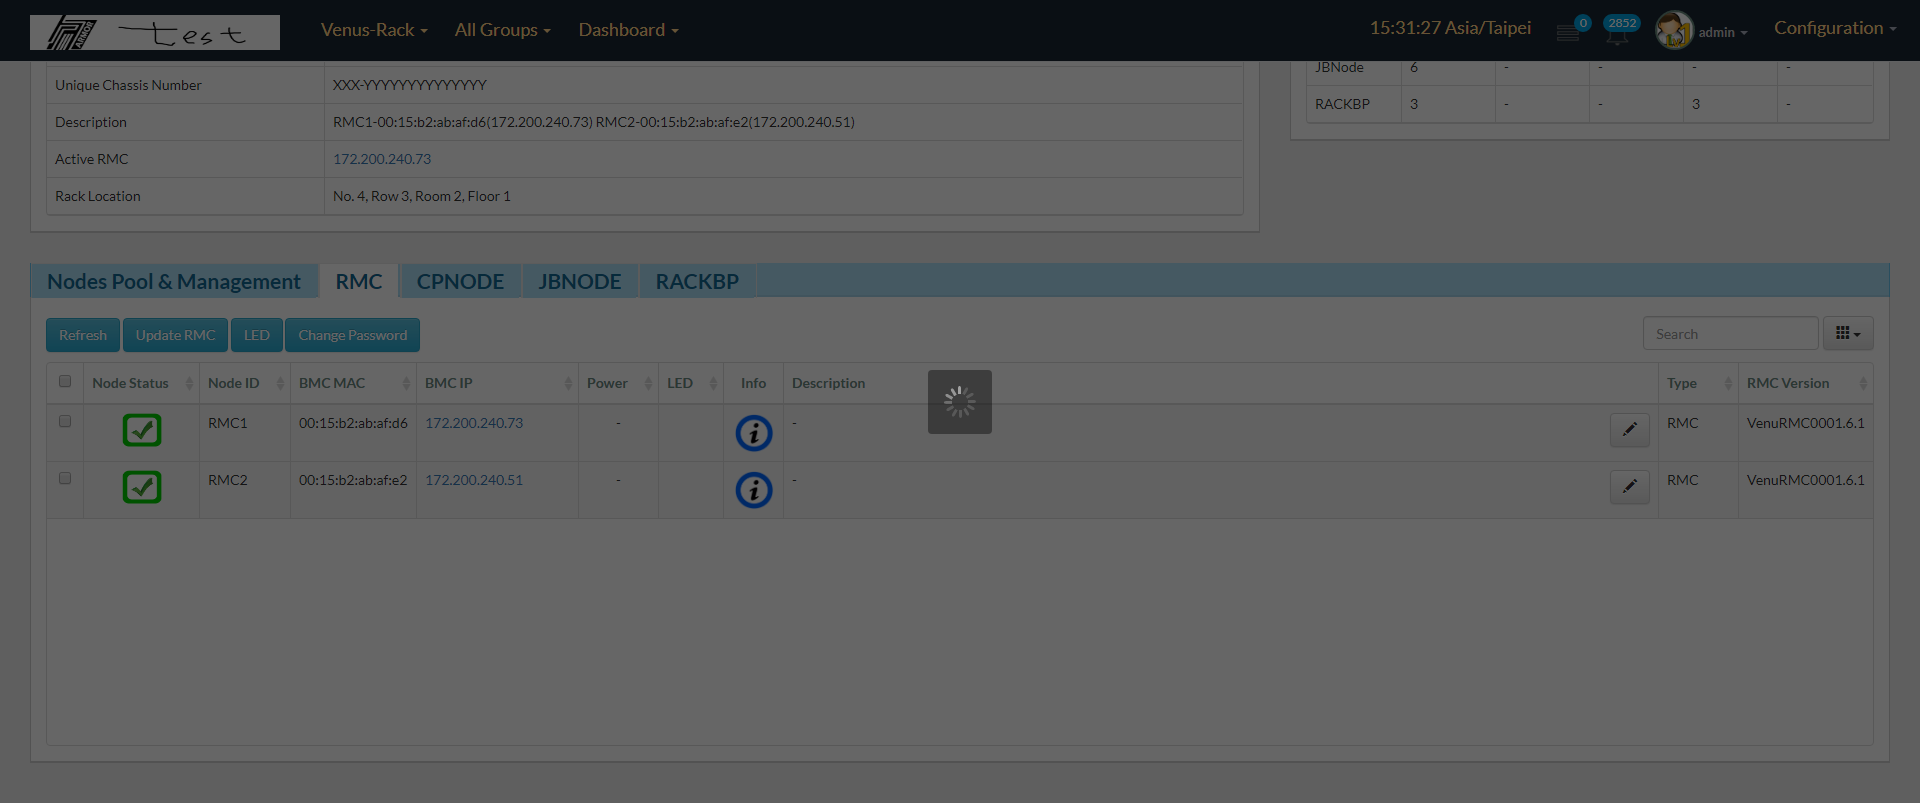 ARMOR test Venus-Rack All Groups Dashboard 15:31:27 Asia/Taipei 0 2852 admin Configuration
JBNode 6 - - - -
Unique Chassis Number XXX-YYYYYYYYYYYYYYY
RACKBP 3 - - 3 -
Description RMC1-00:15:b2:ab:af:d6(172.200.240.73) RMC2-00:15:b2:ab:af:e2(172.200.240.51)
Active RMC 172.200.240.73
Rack Location No. 4, Row 3, Room 2, Floor 1
Nodes Pool & Management RMC CPNODE JBNODE RACKBP
Refresh Update RMC LED Change Password Search
Node Status Node ID BMC MAC BMC IP Power LED Info Description Type RMC Version
RMC1 00:15:b2:ab:af:d6 172.200.240.73 - - RMC VenuRMC0001.6.1
RMC2 00:15:b2:ab:af:e2 172.200.240.51 - - RMC VenuRMC0001.6.1